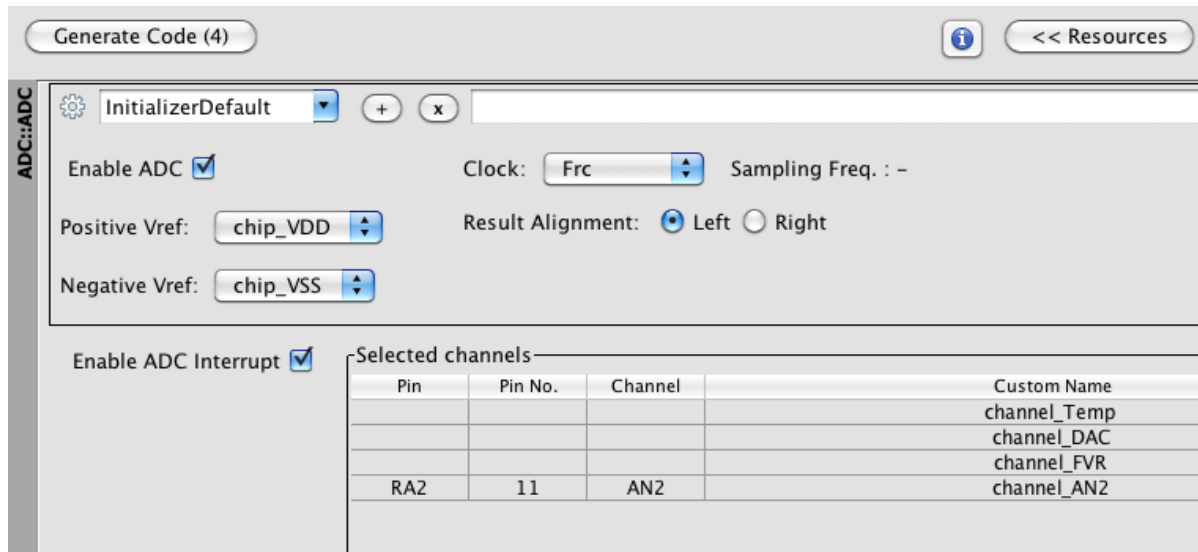 Generate Code (4)
<< Resources
ADC::ADC
InitializerDefault
+ x
Enable ADC
Clock: Frc
Sampling Freq. : –
Positive Vref: chip_VDD
Result Alignment: Left Right
Negative Vref: chip_VSS
Enable ADC Interrupt
Selected channels
Pin Pin No. Channel Custom Name
channel_Temp
channel_DAC
channel_FVR
RA2 11 AN2 channel_AN2